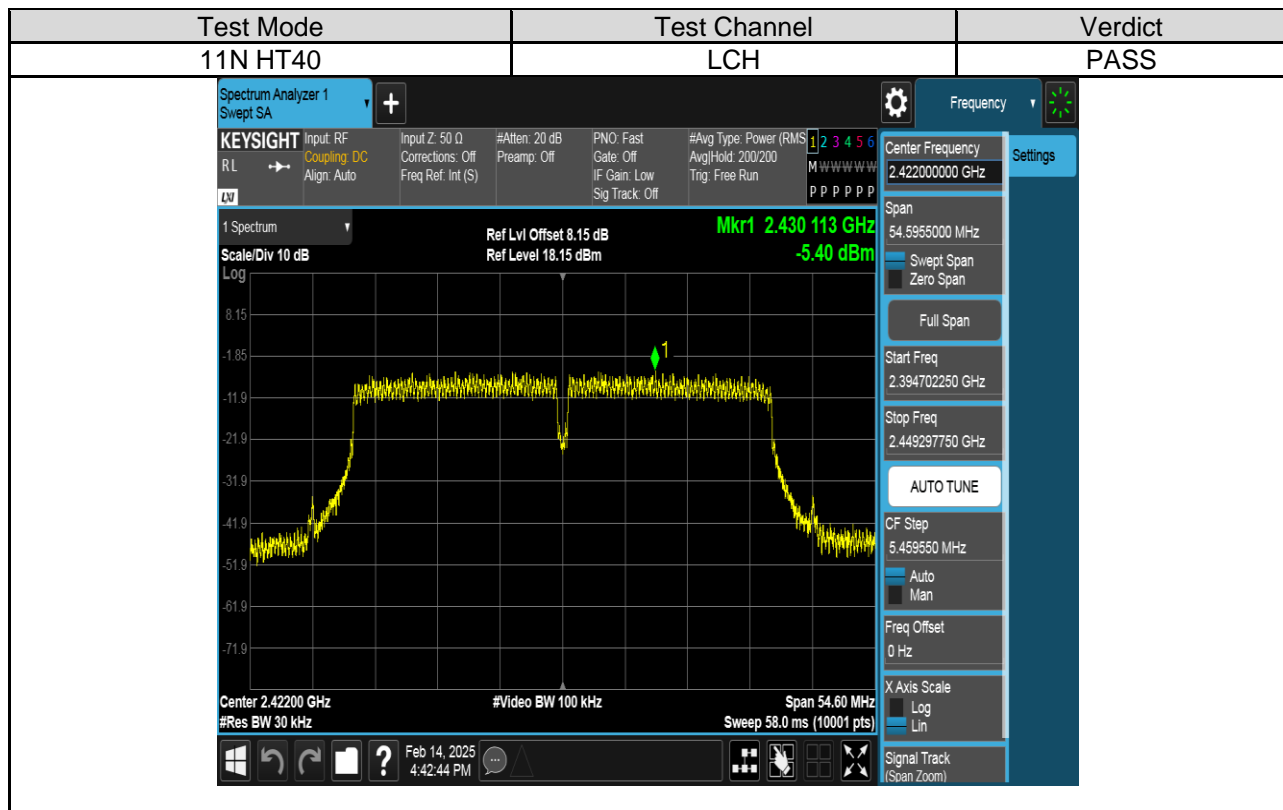 Test Mode Test Channel Verdict
11N HT40 LCH PASS
Spectrum Analyzer 1
Swept SA
+
Frequency
KEYSIGHT Input: RF Input Z: 50 Ω #Atten: 20 dB PNO: Fast #Avg Type: Power (RMS 1 2 3 4 5 6
R L Coupling: DC Corrections: Off Preamp: Off Gate: Off Avg|Hold: 200/200 M W W W W W
Align: Auto Freq Ref: Int (S) IF Gain: Low Trig: Free Run
LXI Sig Track: Off P P P P P P
1 Spectrum Ref Lvl Offset 8.15 dB Mkr1 2.430 113 GHz
Scale/Div 10 dB Ref Level 18.15 dBm -5.40 dBm
Log
8.15
-1.85
1
-11.9
-21.9
-31.9
-41.9
-51.9
-61.9
-71.9
Center 2.42200 GHz #Video BW 100 kHz Span 54.60 MHz
#Res BW 30 kHz Sweep 58.0 ms (10001 pts)
Center Frequency
2.422000000 GHz
Settings
Span
54.5955000 MHz
Swept Span
Zero Span
Full Span
Start Freq
2.394702250 GHz
Stop Freq
2.449297750 GHz
AUTO TUNE
CF Step
5.459550 MHz
Auto
Man
Freq Offset
0 Hz
X Axis Scale
Log
Lin
Signal Track
(Span Zoom)
? Feb 14, 2025
4:42:44 PM